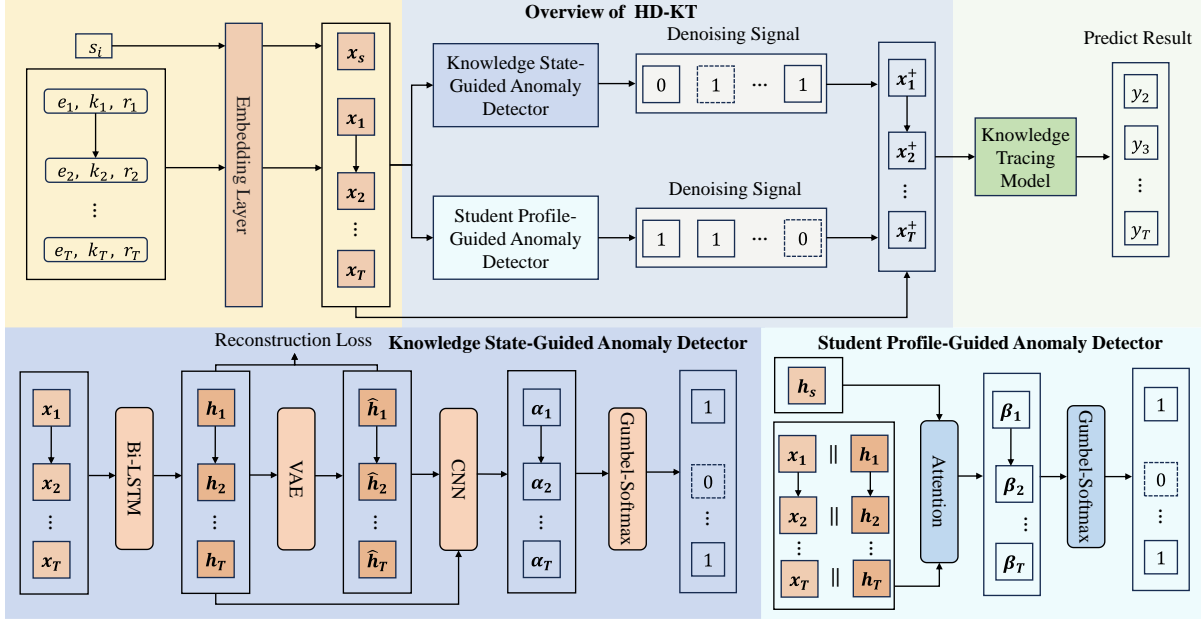 Overview of HD-KT
s_i
e_1, k_1, r_1
e_2, k_2, r_2
⋮
e_T, k_T, r_T
Embedding Layer
x_s
x_1
x_2
⋮
x_T
Knowledge State-
Guided Anomaly
Detector
Denoising Signal
0 1 ... 1
Student Profile-
Guided Anomaly
Detector
Denoising Signal
1 1 ... 0
x_1^+
x_2^+
⋮
x_T^+
Knowledge
Tracing
Model
Predict Result
y_2
y_3
⋮
y_T
Reconstruction Loss
Knowledge State-Guided Anomaly Detector
x_1
x_2
⋮
x_T
Bi-LSTM
h_1
h_2
⋮
h_T
VAE
ĥ_1
ĥ_2
⋮
ĥ_T
CNN
α_1
α_2
⋮
α_T
Gumbel-Softmax
1
0
⋮
1
Student Profile-Guided Anomaly Detector
h_s
x_1 || h_1
x_2 || h_2
⋮ ⋮
x_T || h_T
Attention
β_1
β_2
⋮
β_T
Gumbel-Softmax
1
0
⋮
1